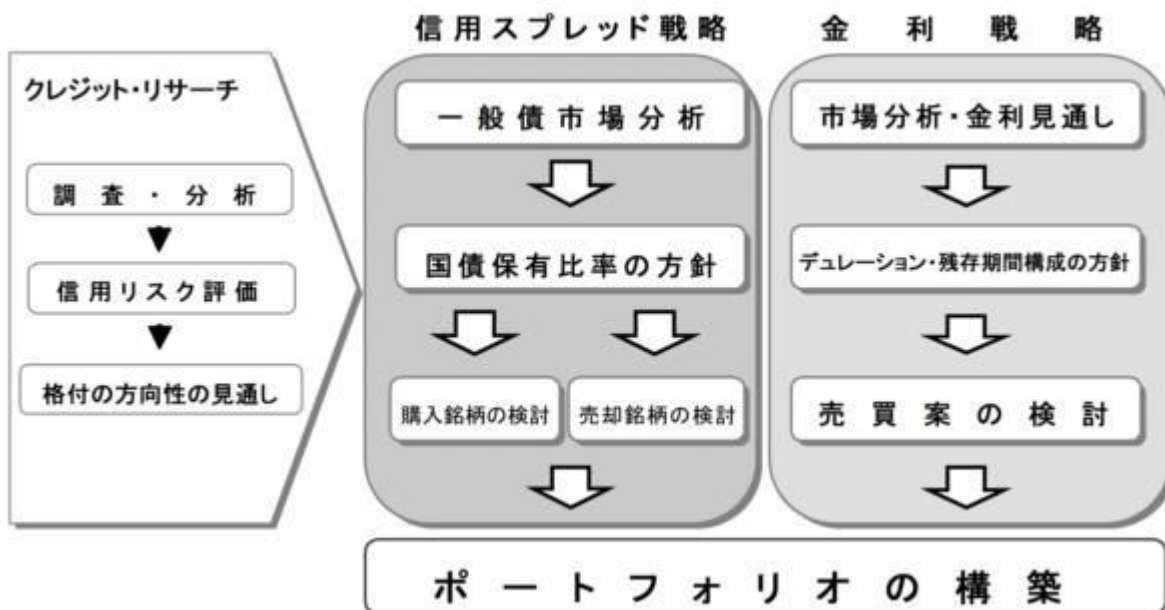 クレジット・リサーチ
調査・分析
信用リスク評価
格付の方向性の見通し
信用スプレッド戦略
一般債市場分析
国債保有比率の方針
購入銘柄の検討
売却銘柄の検討
金利戦略
市場分析・金利見通し
デュレーション・残存期間構成の方針
売買案の検討
ポートフォリオの構築